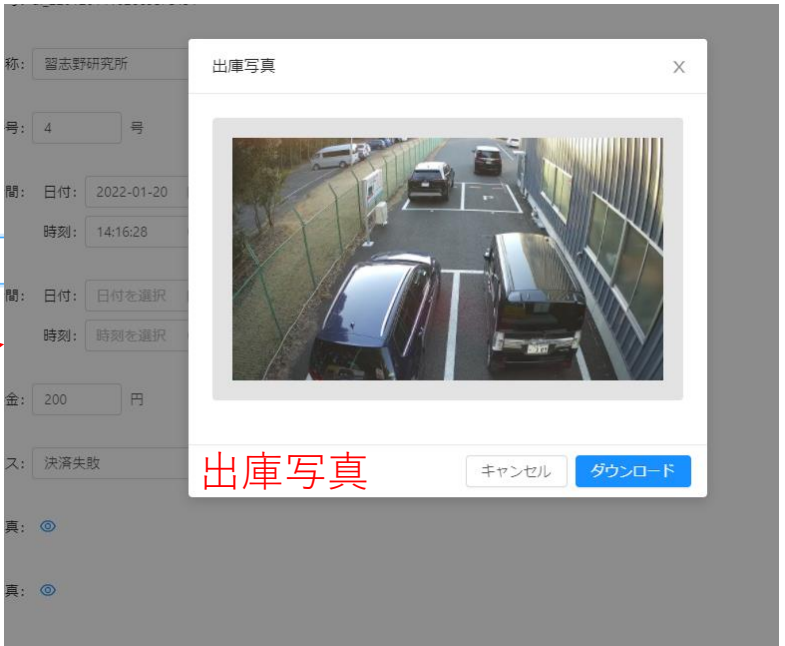 称: 習志野研究所
出庫写真
X
号: 4 号
間: 日付: 2022-01-20
時刻: 14:16:28
間: 日付: 日付を選択
時刻: 時刻を選択
金: 200 円
ス: 決済失敗
出庫写真
キャンセル
ダウンロード
真:
真: